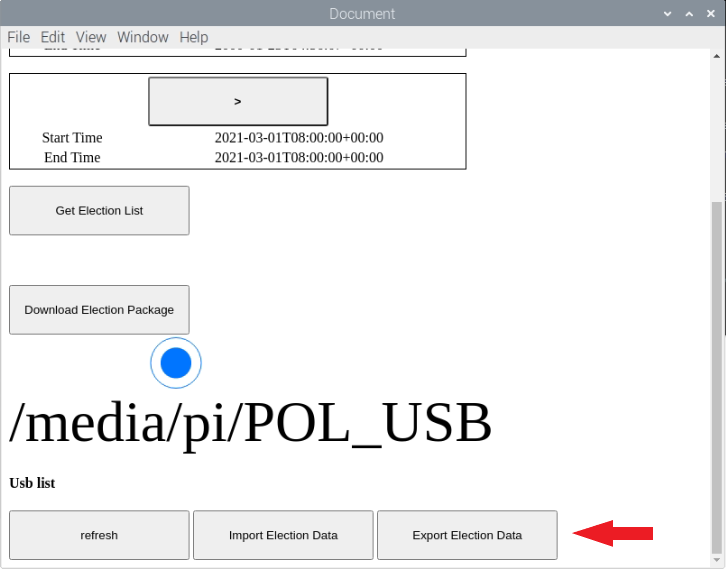 Document
File Edit View Window Help
>
Start Time 2021-03-01T08:00:00+00:00
End Time 2021-03-01T08:00:00+00:00
Get Election List
Download Election Package
/media/pi/POL_USB
Usb list
refresh Import Election Data Export Election Data